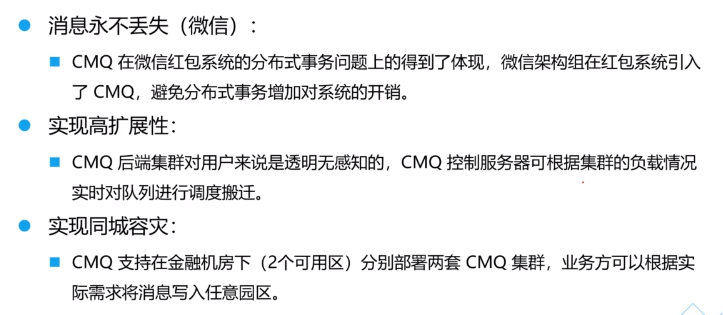 消息永不丢失（微信）：
CMQ 在微信红包系统的分布式事务问题上的得到了体现，微信架构组在红包系统引入
了 CMQ，避免分布式事务增加对系统的开销。
实现高扩展性：
CMQ 后端集群对用户来说是透明无感知的，CMQ 控制服务器可根据集群的负载情况
实时对队列进行调度搬迁。
实现同城容灾：
CMQ 支持在金融机房下（2个可用区）分别部署两套 CMQ 集群，业务方可以根据实
际需求将消息写入任意园区。